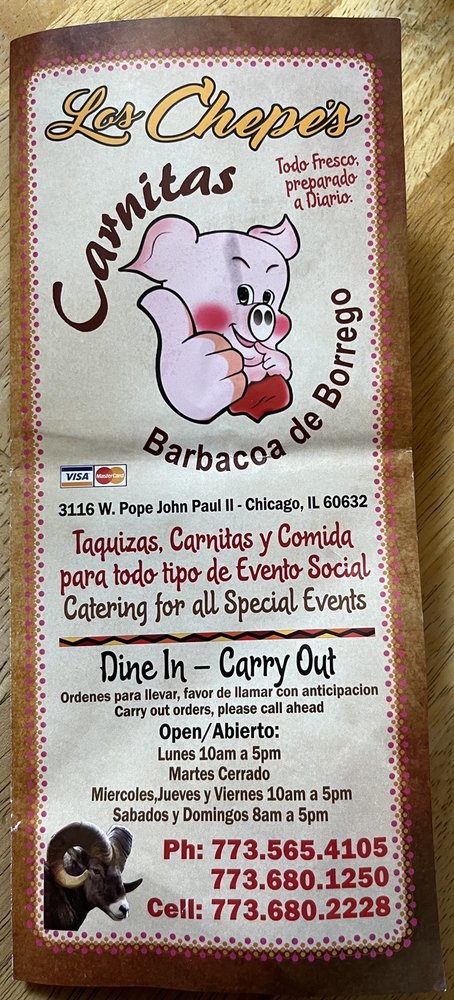 Los Chepe's
Todo Fresco,
preparado
a Diario.
Carnitas
Barbacoa de Borrego
VISA MasterCard
3116 W. Pope John Paul II - Chicago, IL 60632
Taquizas, Carnitas y Comida
para todo tipo de Evento Social
Catering for all Special Events
Dine In – Carry Out
Ordenes para llevar, favor de llamar con anticipacion
Carry out orders, please call ahead
Open/Abierto:
Lunes 10am a 5pm
Martes Cerrado
Miercoles,Jueves y Viernes 10am a 5pm
Sabados y Domingos 8am a 5pm
Ph: 773.565.4105
773.680.1250
Cell: 773.680.2228